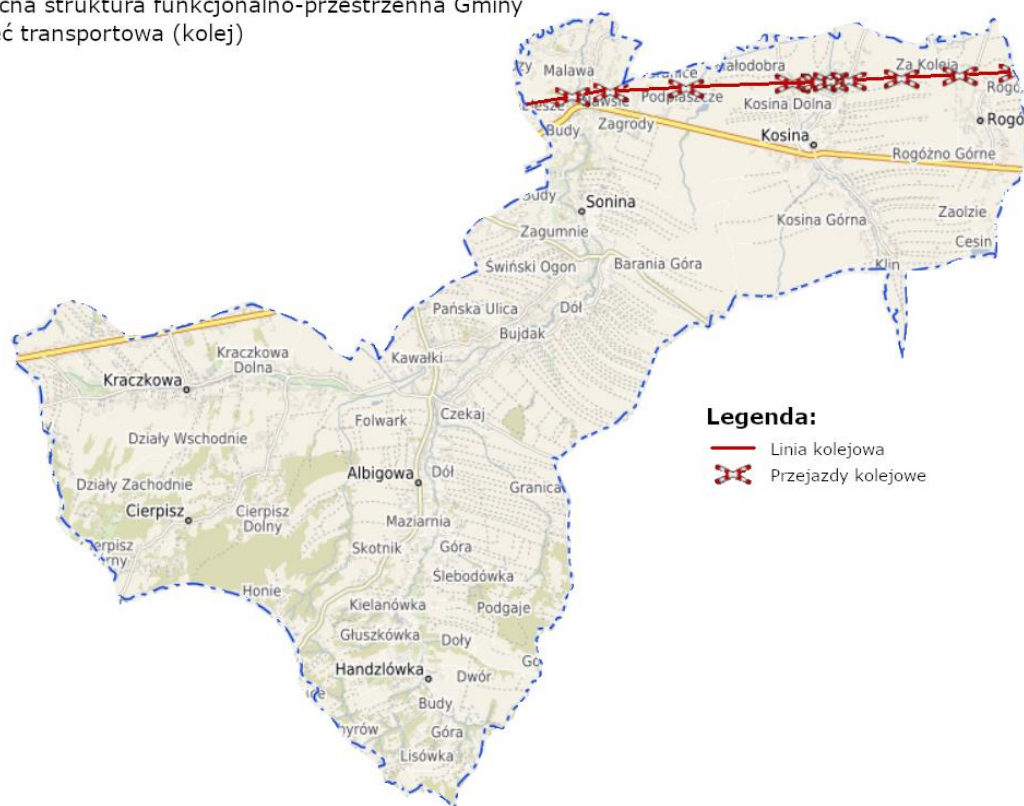 cna struktura funkcjonalno-przestrzenna Gminy
ć transportowa (kolej)
Malawa
Za Koleją
Podpłaszcze
Kosina Dolna
Budy
Zagrody
Kosina
Rogó
Rogóżno Górne
Sonina
Zagumnie
Kosina Górna
Zaolzie
Cesin
Świński Ogon
Barania Góra
Klin
Pańska Ulica
Dół
Bujdak
Kraczkowa
Dolna
Kawałki
Kraczkowa
Folwark
Czekaj
Legenda:
Linia kolejowa
Przejazdy kolejowe
Działy Wschodnie
Albigowa
Dół
Działy Zachodnie
Granica
Cierpisz
Cierpisz
Dolny
Maziarnia
Skotnik
Góra
Ślebodówka
Honie
Kielanówka
Podgaje
Głuszkówka
Doły
Handzlówka
Dwór
Budy
Góra
Lisówka